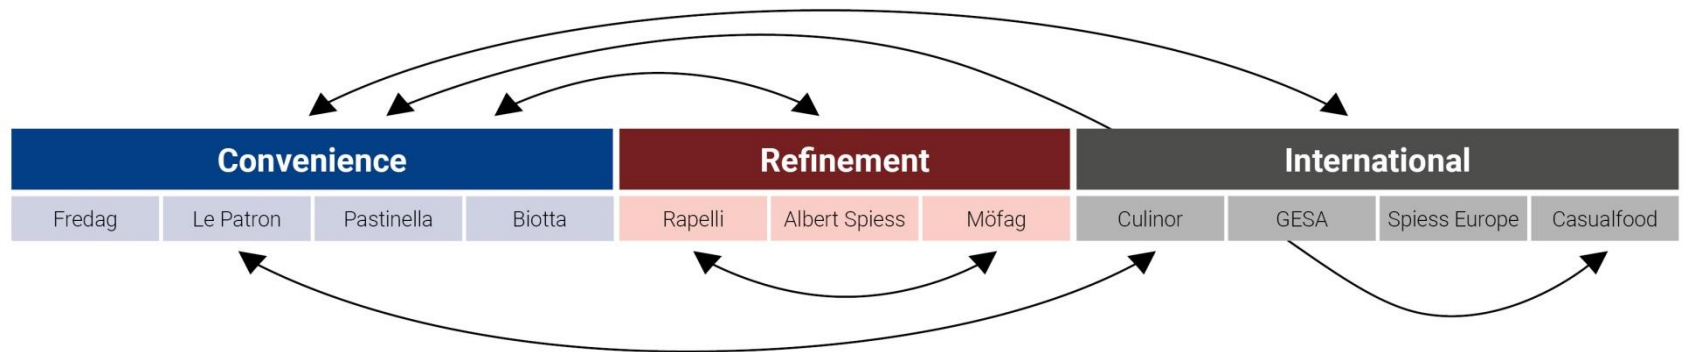 Convenience Refinement International
Fredag Le Patron Pastinella Biotta Rapelli Albert Spiess Möfag Culinor GESA Spiess Europe Casualfood